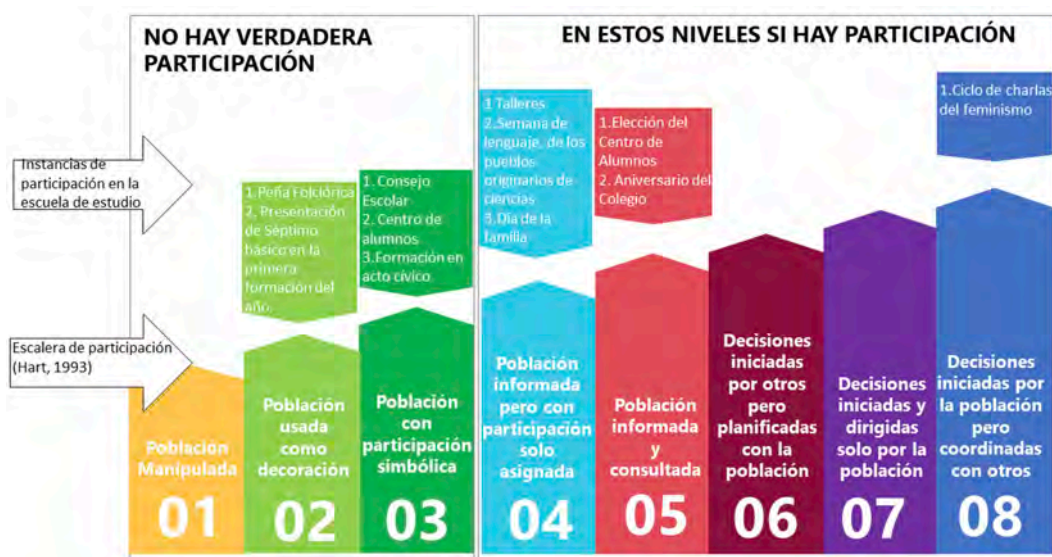 NO HAY VERDADERA
PARTICIPACIÓN
EN ESTOS NIVELES SI HAY PARTICIPACIÓN
Instancias de
participación en la
escuela de estudio
1.Peña Folclórica
2. Presentación
de Séptimo
básico en la
primera
formación del
año.
1. Consejo
Escolar
2. Centro de
alumnos
3.Formación en
acto cívico.
1 Talleres
2.Semana de
lenguaje, de los
pueblos
originarios de
ciencias
3.Día de la
familia
1.Elección del
Centro de
Alumnos
2. Aniversario del
Colegio
1.Ciclo de charlas
del feminismo
Escalera de participación
(Hart, 1993)
Población
Manipulada
01
Población
usada
como
decoración
02
Población
con
participación
simbólica
03
Población
informada
pero con
participación
solo
asignada
04
Población
informada
y
consultada
05
Decisiones
iniciadas
por otros
pero
planificadas
con la
población
06
Decisiones
iniciadas y
dirigidas
solo por la
población
07
Decisiones
iniciadas por
la población
pero
coordinadas
con otros
08